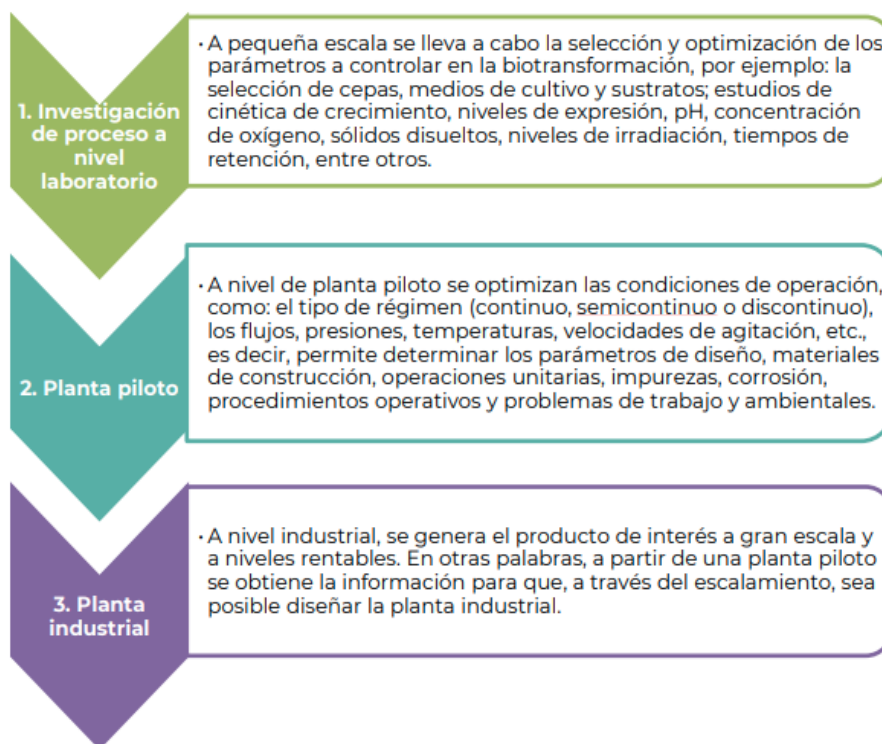 1. Investigación
de proceso a
nivel
laboratorio
· A pequeña escala se lleva a cabo la selección y optimización de los
parámetros a controlar en la biotransformación, por ejemplo: la
selección de cepas, medios de cultivo y sustratos; estudios de
cinética de crecimiento, niveles de expresión, pH, concentración
de oxígeno, sólidos disueltos, niveles de irradiación, tiempos de
retención, entre otros.
2. Planta piloto
· A nivel de planta piloto se optimizan las condiciones de operación,
como: el tipo de régimen (continuo, semicontinuo o discontinuo),
los flujos, presiones, temperaturas, velocidades de agitación, etc.,
es decir, permite determinar los parámetros de diseño, materiales
de construcción, operaciones unitarias, impurezas, corrosión,
procedimientos operativos y problemas de trabajo y ambientales.
3. Planta
industrial
· A nivel industrial, se genera el producto de interés a gran escala y
a niveles rentables. En otras palabras, a partir de una planta piloto
se obtiene la información para que, a través del escalamiento, sea
posible diseñar la planta industrial.